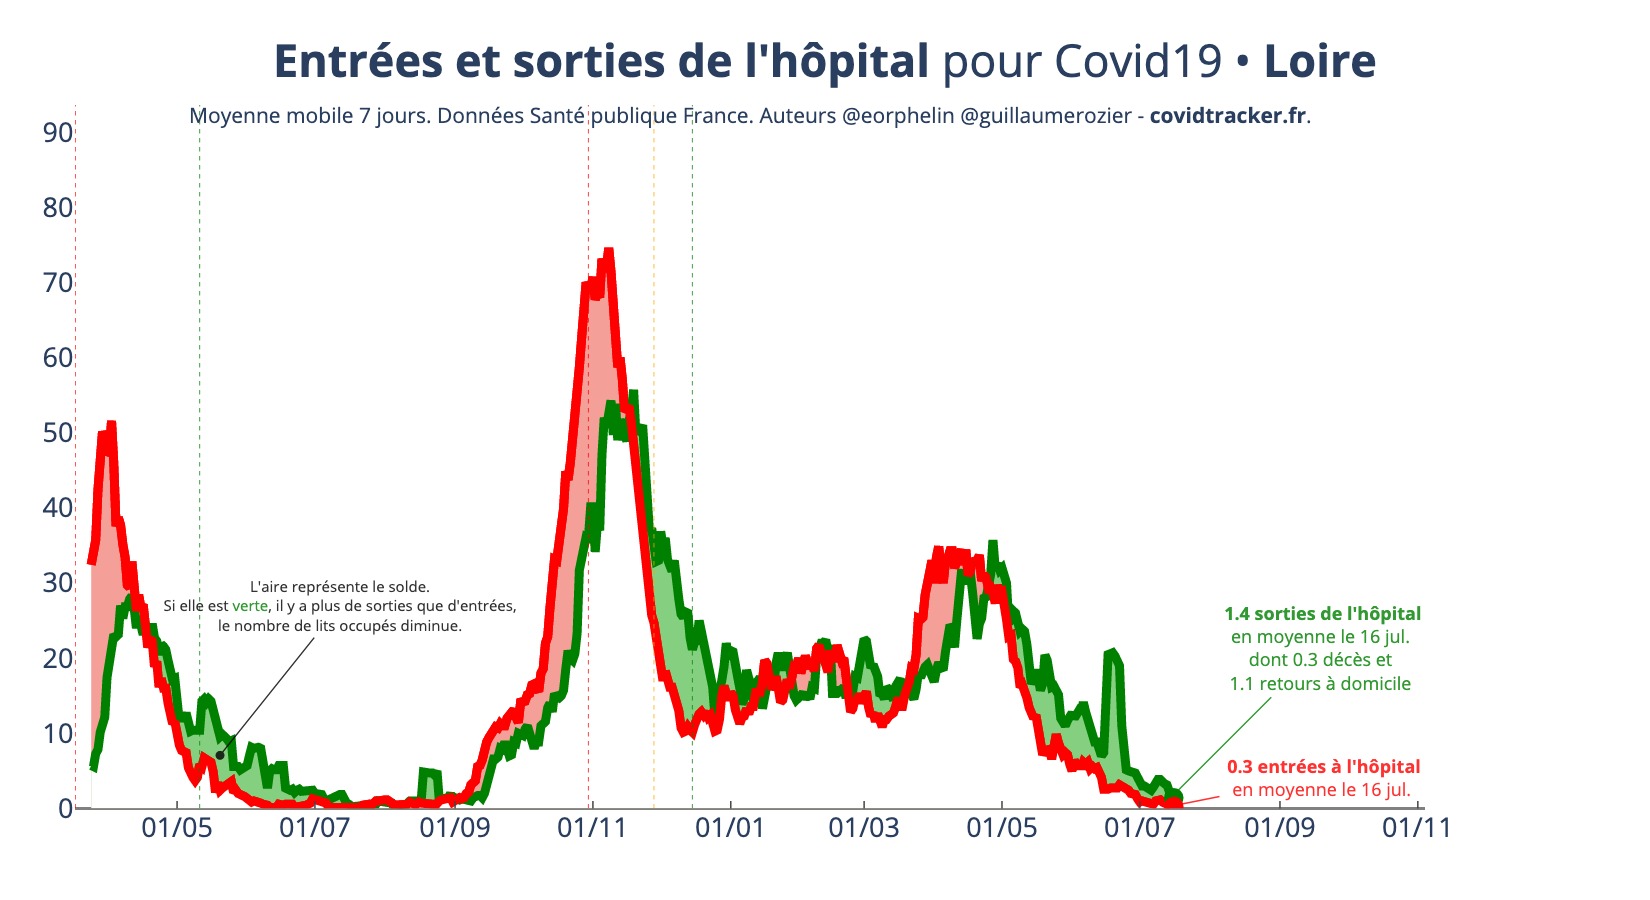 Entrées et sorties de l'hôpital pour Covid19 • Loire
Moyenne mobile 7 jours. Données Santé publique France. Auteurs @eorphelin @guillaumerozier - covidtracker.fr.
90
80
70
60
50
40
30
20
10
0
L'aire représente le solde.
Si elle est verte, il y a plus de sorties que d'entrées,
le nombre de lits occupés diminue.
1.4 sorties de l'hôpital
en moyenne le 16 jul.
dont 0.3 décès et
1.1 retours à domicile
0.3 entrées à l'hôpital
en moyenne le 16 jul.
01/05 01/07 01/09 01/11 01/01 01/03 01/05 01/07 01/09 01/11